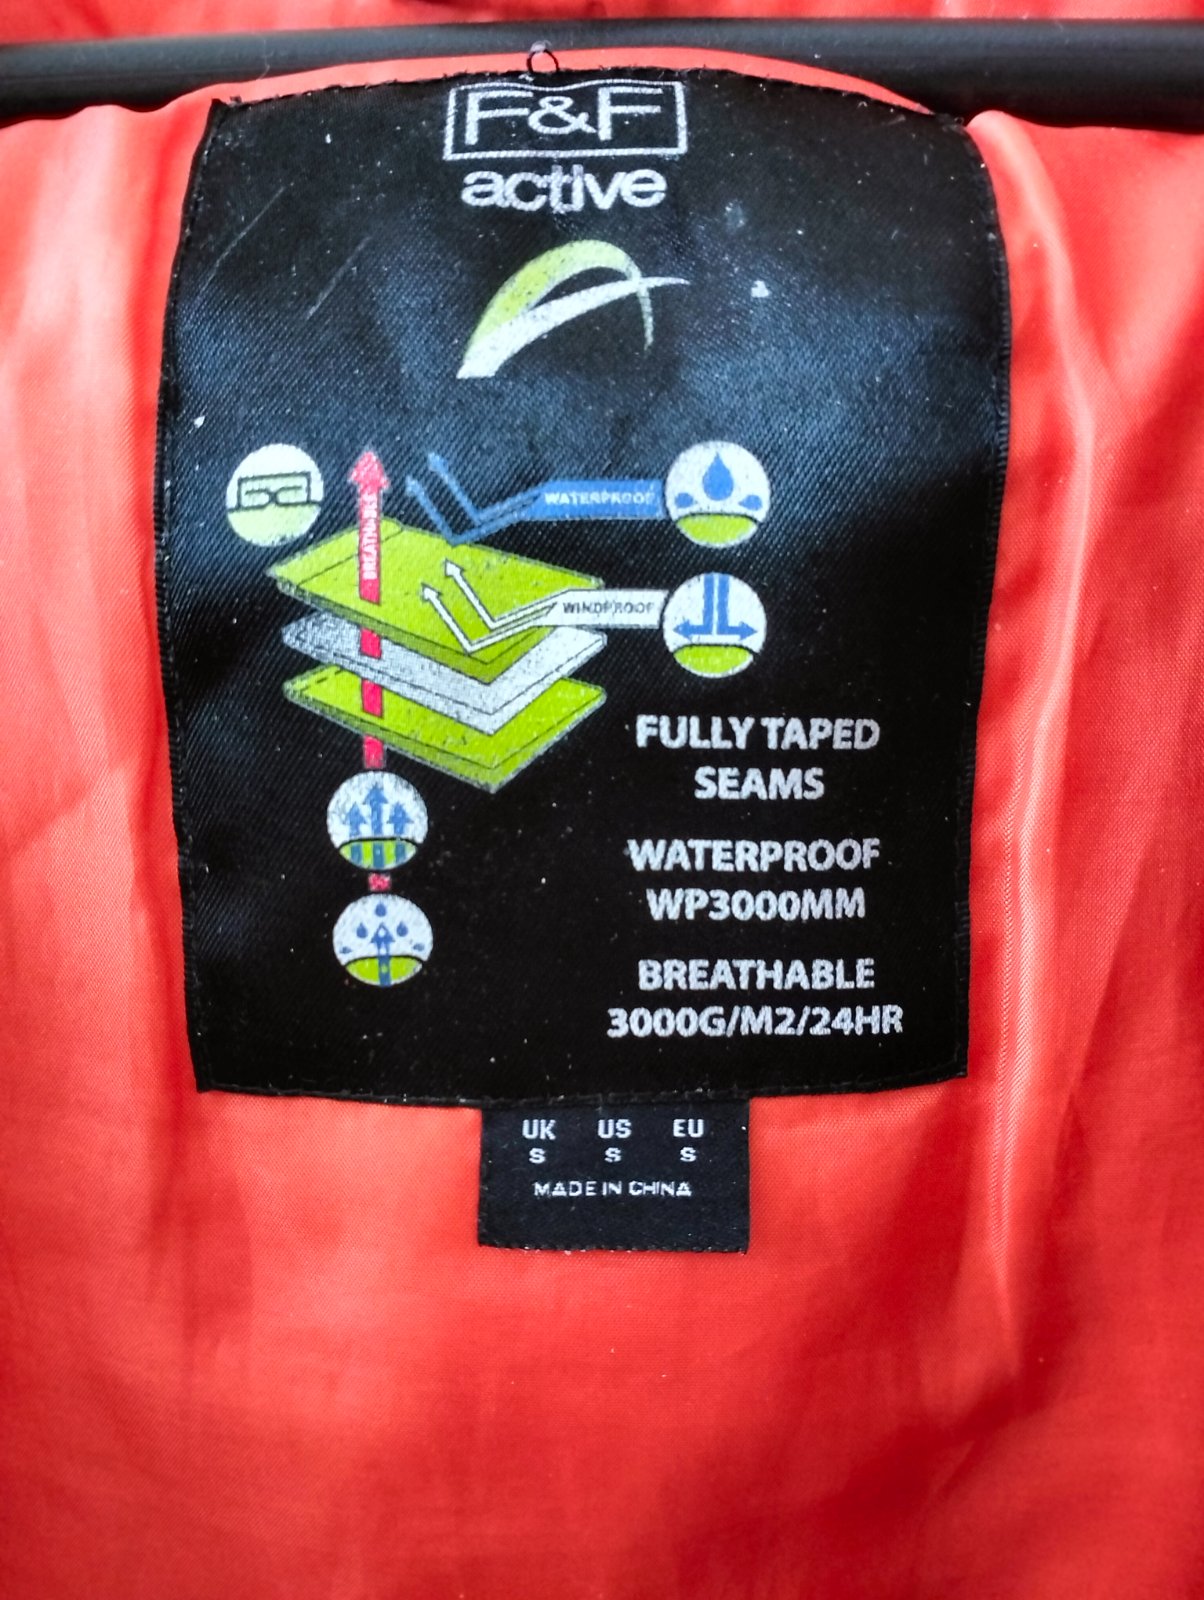 F&F
active
BREATHABLE
WATERPROOF
WINDPROOF
FULLY TAPED
SEAMS
WATERPROOF
WP3000MM
BREATHABLE
3000G/M2/24HR
UK US EU
S S S
MADE IN CHINA